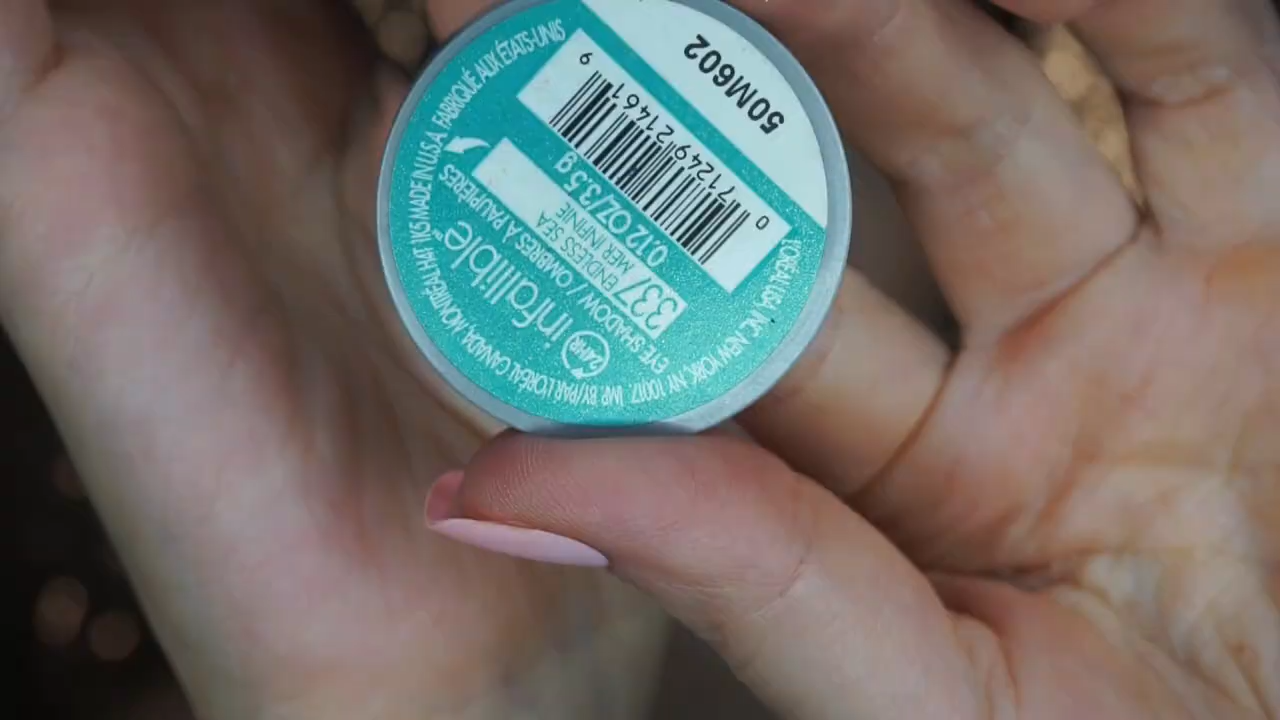 50M602
0 71249 21461 9
0.12 OZ/3.5 g
ENDLESS SEA
MER INFINIE
337
EYE SHADOW / OMBRES À PAUPIÈRES
infallible™
24HR
L'ORÉAL USA, INC. NEW YORK, NY 10017. IMP. BY/PAR L'ORÉAL CANADA, MONTRÉAL H4T 1K5 MADE IN U.S.A. FABRIQUÉ AUX ÉTATS-UNIS